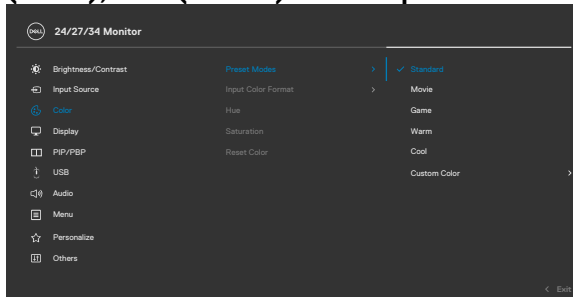 DELL
24/27/34 Monitor
Brightness/Contrast
Input Source
Color
Display
PIP/PBP
USB
Audio
Menu
Personalize
Others
Preset Modes
Input Color Format
Hue
Saturation
Reset Color
Standard
Movie
Game
Warm
Cool
Custom Color
Exit